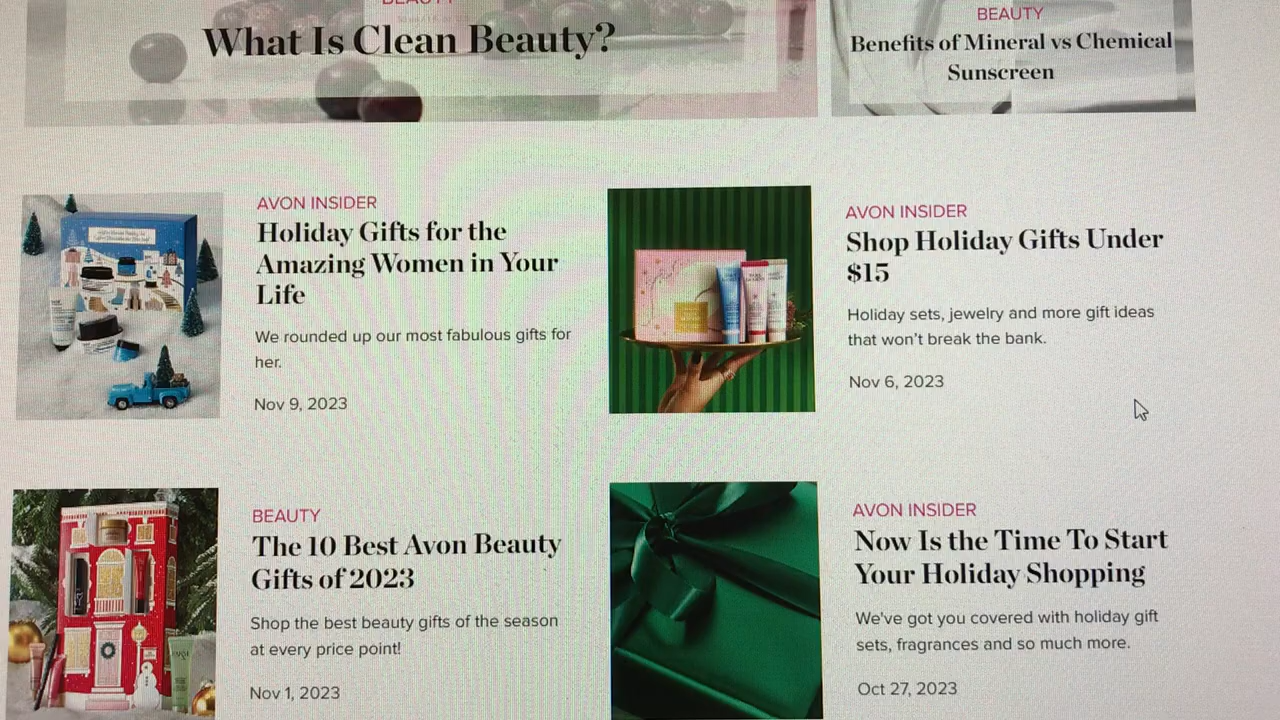 BEAUTY
What Is Clean Beauty?
BEAUTY
Benefits of Mineral vs Chemical
Sunscreen
AVON INSIDER
Holiday Gifts for the
Amazing Women in Your
Life
We rounded up our most fabulous gifts for
her.
Nov 9, 2023
AVON INSIDER
Shop Holiday Gifts Under
$15
Holiday sets, jewelry and more gift ideas
that won't break the bank.
Nov 6, 2023
BEAUTY
The 10 Best Avon Beauty
Gifts of 2023
Shop the best beauty gifts of the season
at every price point!
Nov 1, 2023
AVON INSIDER
Now Is the Time To Start
Your Holiday Shopping
We've got you covered with holiday gift
sets, fragrances and so much more.
Oct 27, 2023